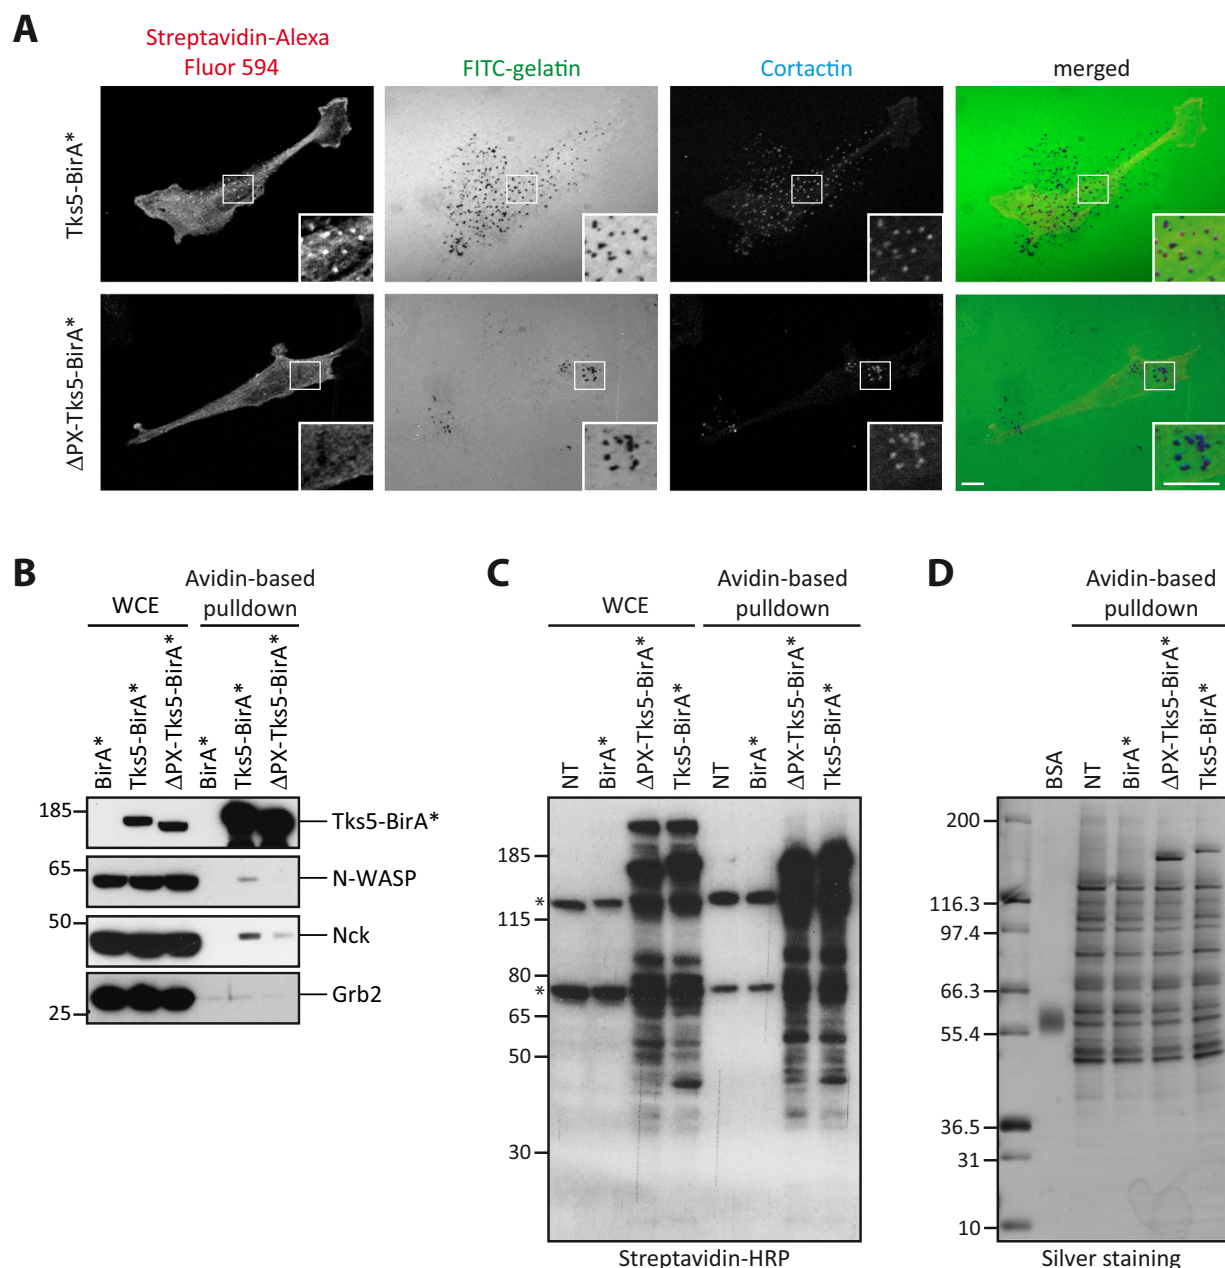 A
Streptavidin-Alexa
Fluor 594
FITC-gelatin
Cortactin
merged
Tks5-BirA*
ΔPX-Tks5-BirA*
B
WCE
Avidin-based
pulldown
BirA*
Tks5-BirA*
ΔPX-Tks5-BirA*
BirA*
Tks5-BirA*
ΔPX-Tks5-BirA*
185
Tks5-BirA*
65
N-WASP
50
Nck
Grb2
25
C
WCE
Avidin-based
pulldown
NT
BirA*
ΔPX-Tks5-BirA*
Tks5-BirA*
NT
BirA*
ΔPX-Tks5-BirA*
Tks5-BirA*
185
*
115
80
*
65
50
30
Streptavidin-HRP
D
Avidin-based
pulldown
BSA
NT
BirA*
ΔPX-Tks5-BirA*
Tks5-BirA*
200
116.3
97.4
66.3
55.4
36.5
31
10
Silver staining